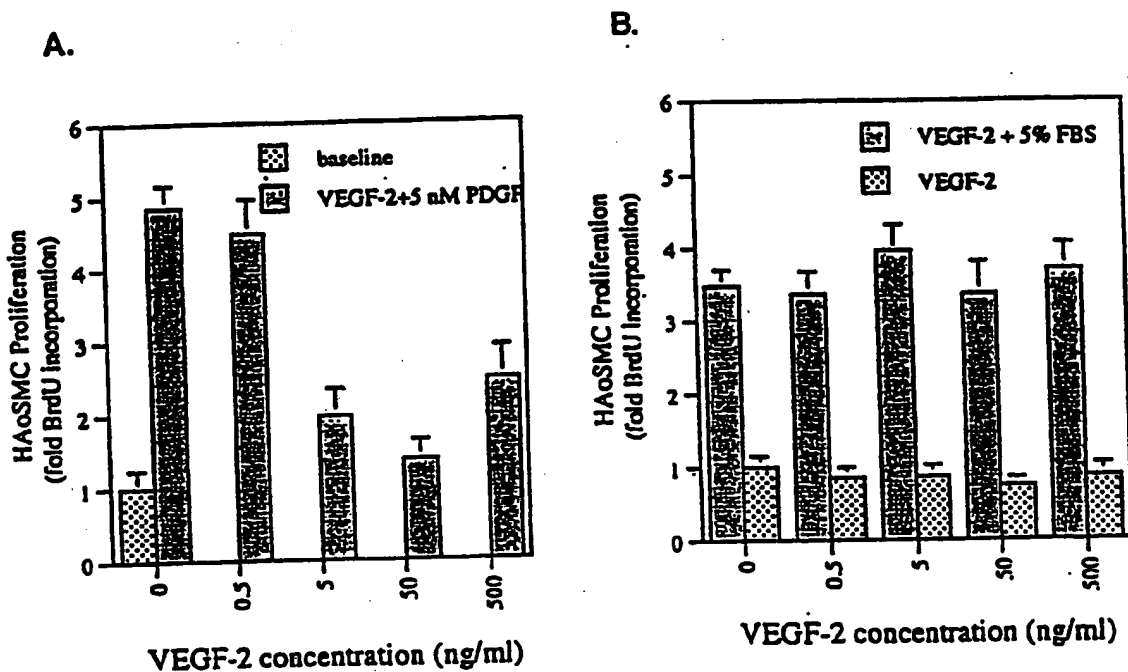 A.
6
5
4
3
2
1
0
HAoSMC Proliferation
(fold BrdU Incorporation)
baseline
VEGF-2+5 nM PDGF
0
0.5
5
50
500
VEGF-2 concentration (ng/ml)
B.
6
5
4
3
2
1
0
HAoSMC Proliferation
(fold BrdU Incorporation)
VEGF-2 + 5% FBS
VEGF-2
0
0.5
5
50
500
VEGF-2 concentration (ng/ml)